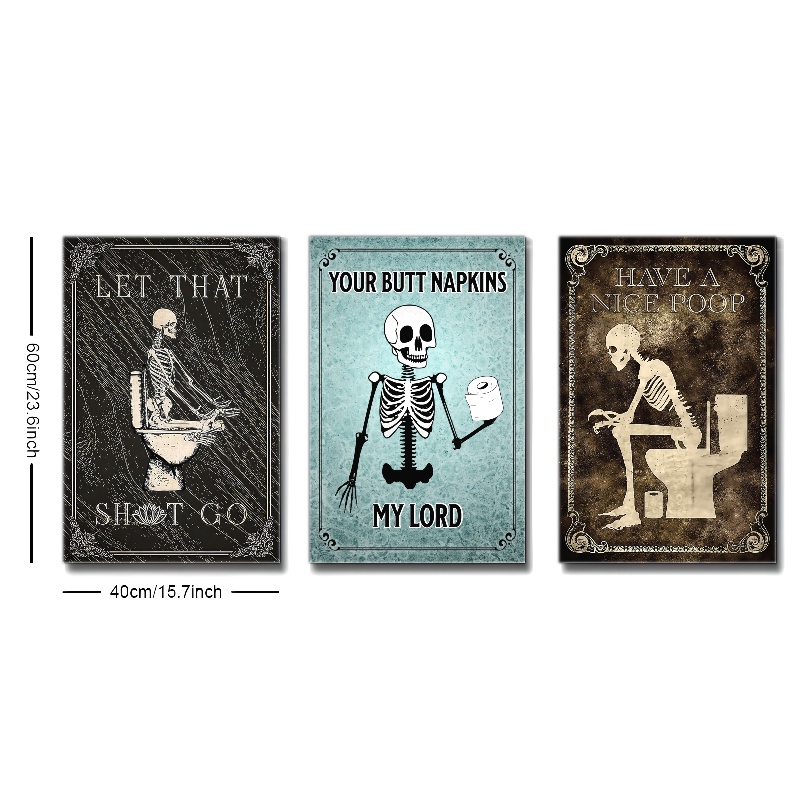 60cm/23.6inch
LET THAT
SH T GO
YOUR BUTT NAPKINS
MY LORD
HAVE A
NICE POOP
40cm/15.7inch